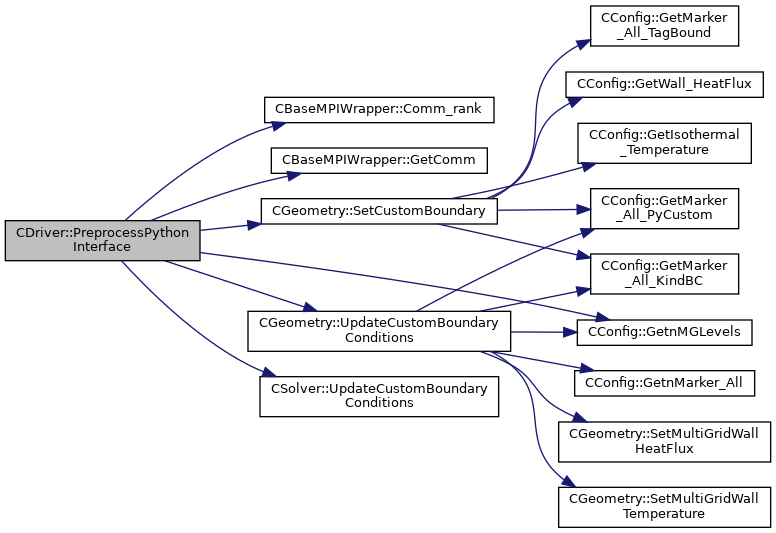 CDriver::PreprocessPython
Interface
CBaseMPIWrapper::Comm_rank
CBaseMPIWrapper::GetComm
CGeometry::SetCustomBoundary
CGeometry::UpdateCustomBoundary
Conditions
CSolver::UpdateCustomBoundary
Conditions
CConfig::GetMarker
_All_TagBound
CConfig::GetWall_HeatFlux
CConfig::GetIsothermal
_Temperature
CConfig::GetMarker
_All_PyCustom
CConfig::GetMarker
_All_KindBC
CConfig::GetnMGLevels
CConfig::GetnMarker_All
CGeometry::SetMultiGridWall
HeatFlux
CGeometry::SetMultiGridWall
Temperature